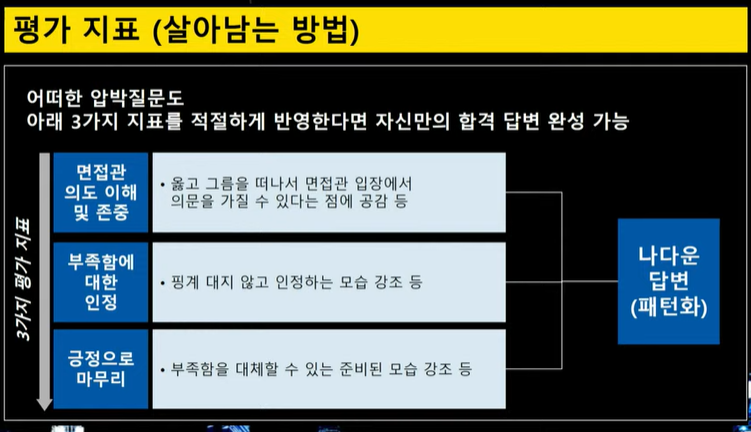 평가 지표 (살아남는 방법)
어떠한 압박질문도
아래 3가지 지표를 적절하게 반영한다면 자신만의 합격 답변 완성 가능
3가지 평가 지표
면접관
의도 이해
및 존중
• 옳고 그름을 떠나서 면접관 입장에서
의문을 가질 수 있다는 점에 공감 등
부족함에
대한
인정
• 핑계 대지 않고 인정하는 모습 강조 등
긍정으로
마무리
• 부족함을 대체할 수 있는 준비된 모습 강조 등
나다운
답변
(패턴화)